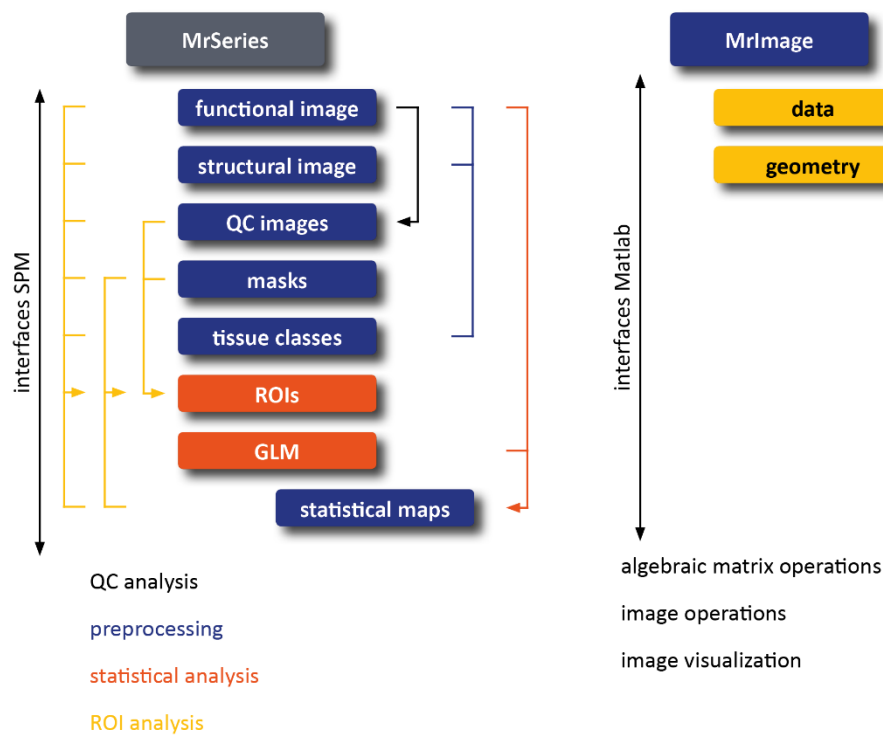 MrSeries
functional image
structural image
QC images
masks
tissue classes
ROIs
GLM
statistical maps
interfaces SPM
QC analysis
preprocessing
statistical analysis
ROI analysis
MrImage
data
geometry
interfaces Matlab
algebraic matrix operations
image operations
image visualization